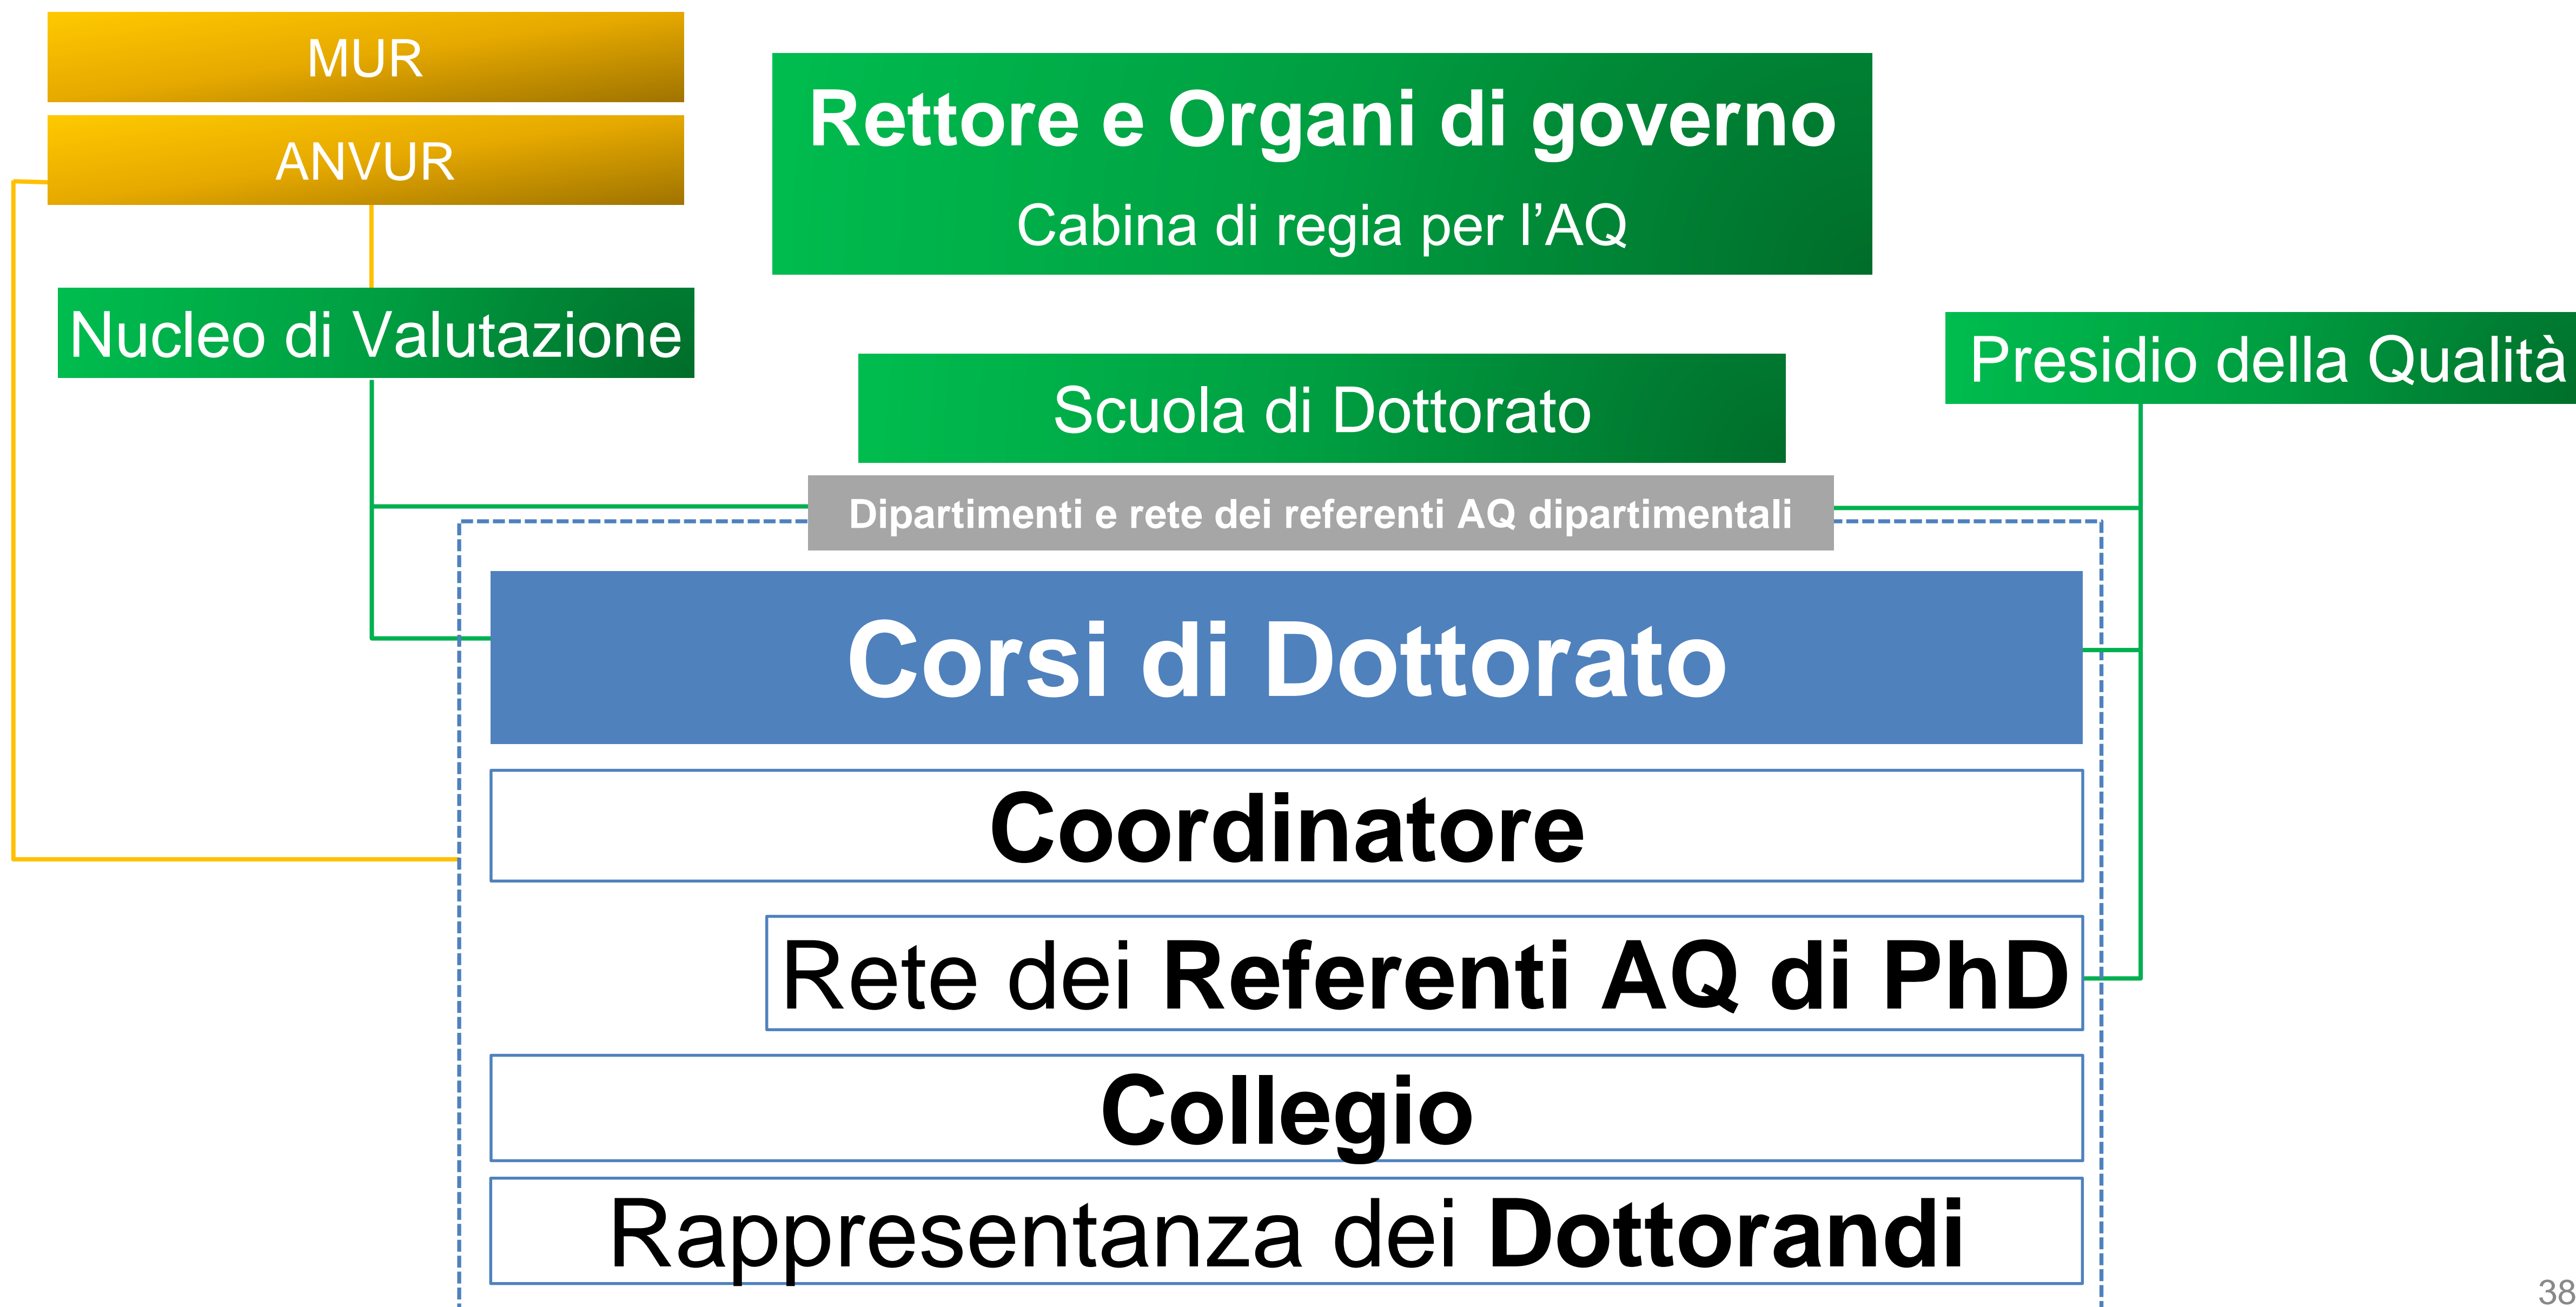 MUR
ANVUR
Rettore e Organi di governo
Cabina di regia per l’AQ
Nucleo di Valutazione
Presidio della Qualità
Scuola di Dottorato
Dipartimenti e rete dei referenti AQ dipartimentali
Corsi di Dottorato
Coordinatore
Rete dei Referenti AQ di PhD
Collegio
Rappresentanza dei Dottorandi
38